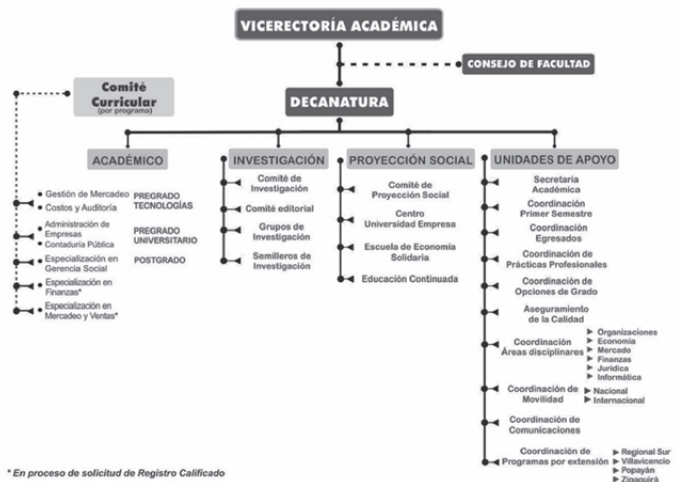 VICERECTORÍA ACADÉMICA
CONSEJO DE FACULTAD
Comité
Curricular
(por programa)
DECANATURA
ACADÉMICO
Gestión de Mercadeo
Costos y Auditoría
PREGRADO
TECNOLOGÍAS
Administración de
Empresas
Contaduría Pública
PREGRADO
UNIVERSITARIO
Especialización en
Gerencia Social
POSTGRADO
Especialización en
Finanzas*
Especialización en
Mercadeo y Ventas*
INVESTIGACIÓN
Comité de
Investigación
Comité editorial
Grupos de
Investigación
Semilleros de
Investigación
PROYECCIÓN SOCIAL
Comité de
Proyección Social
Centro
Universidad Empresa
Escuela de Economía
Solidaria
Educación Continuada
UNIDADES DE APOYO
Secretaría
Académica
Coordinación
Primer Semestre
Coordinación
Egresados
Coordinación de
Prácticas Profesionales
Coordinación de
Opciones de Grado
Aseguramiento
de la Calidad
Coordinación
Áreas disciplinares
Organizaciones
Economía
Mercado
Finanzas
Jurídica
Informática
Coordinación de
Movilidad
Nacional
Internacional
Coordinación de
Comunicaciones
Coordinación de
Programas por extensión
Regional Sur
Villavicencio
Popayán
Zipaquirá
* En proceso de solicitud de Registro Calificado